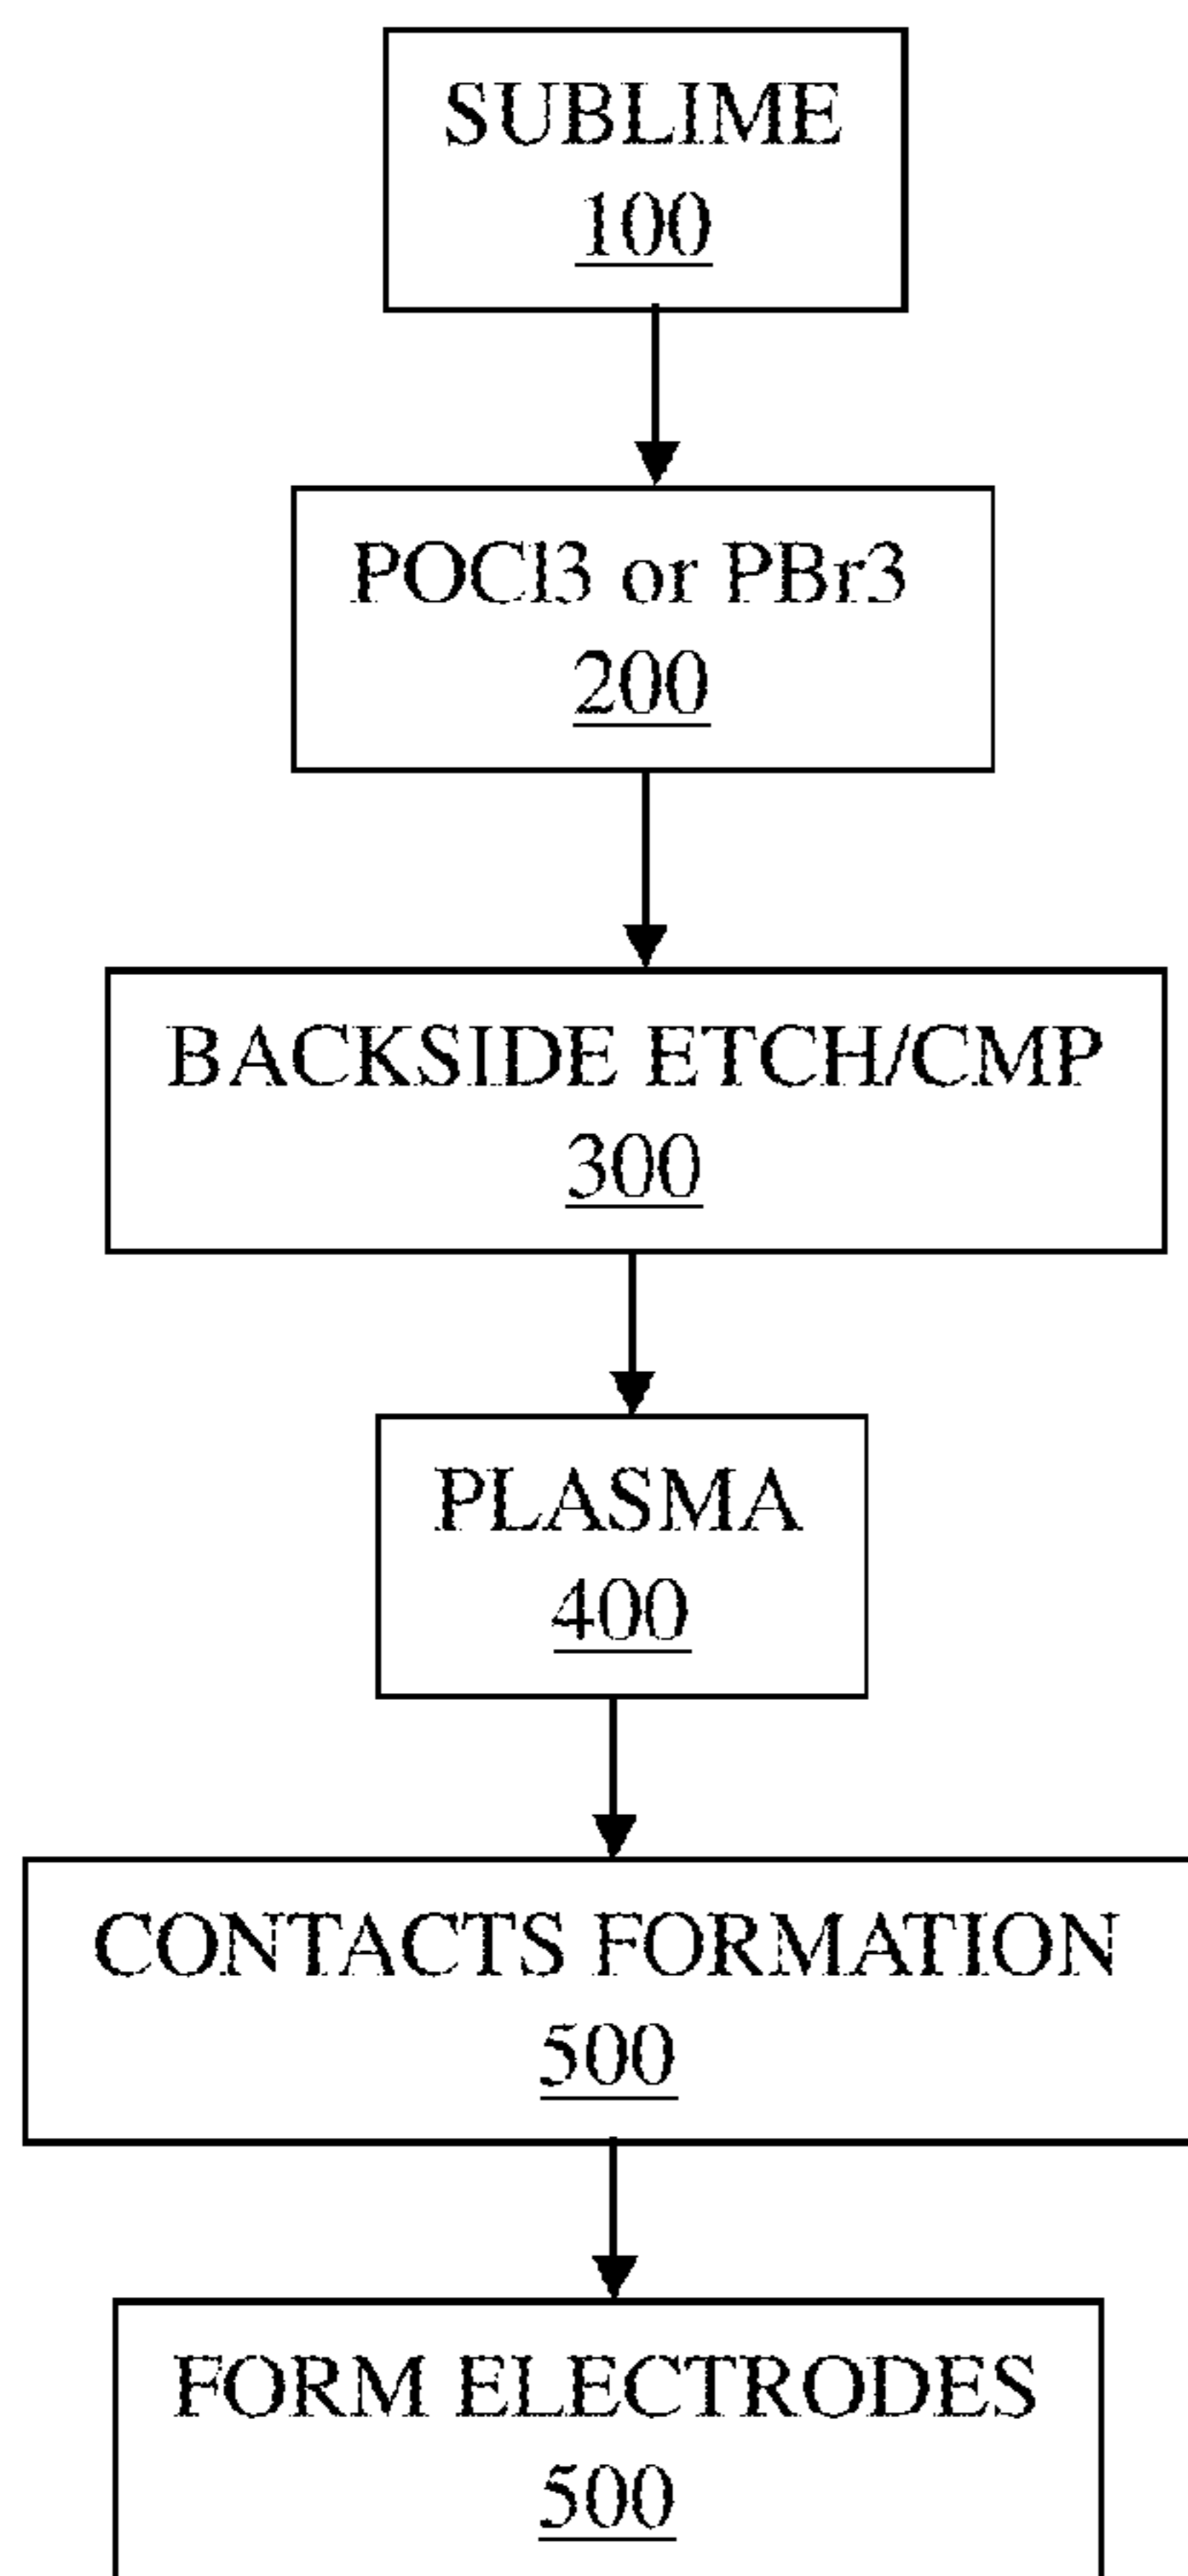 SUBLIME
100
POCl3 or PBr3
200
BACKSIDE ETCH/CMP
300
PLASMA
400
CONTACTS FORMATION
500
FORM ELECTRODES
500